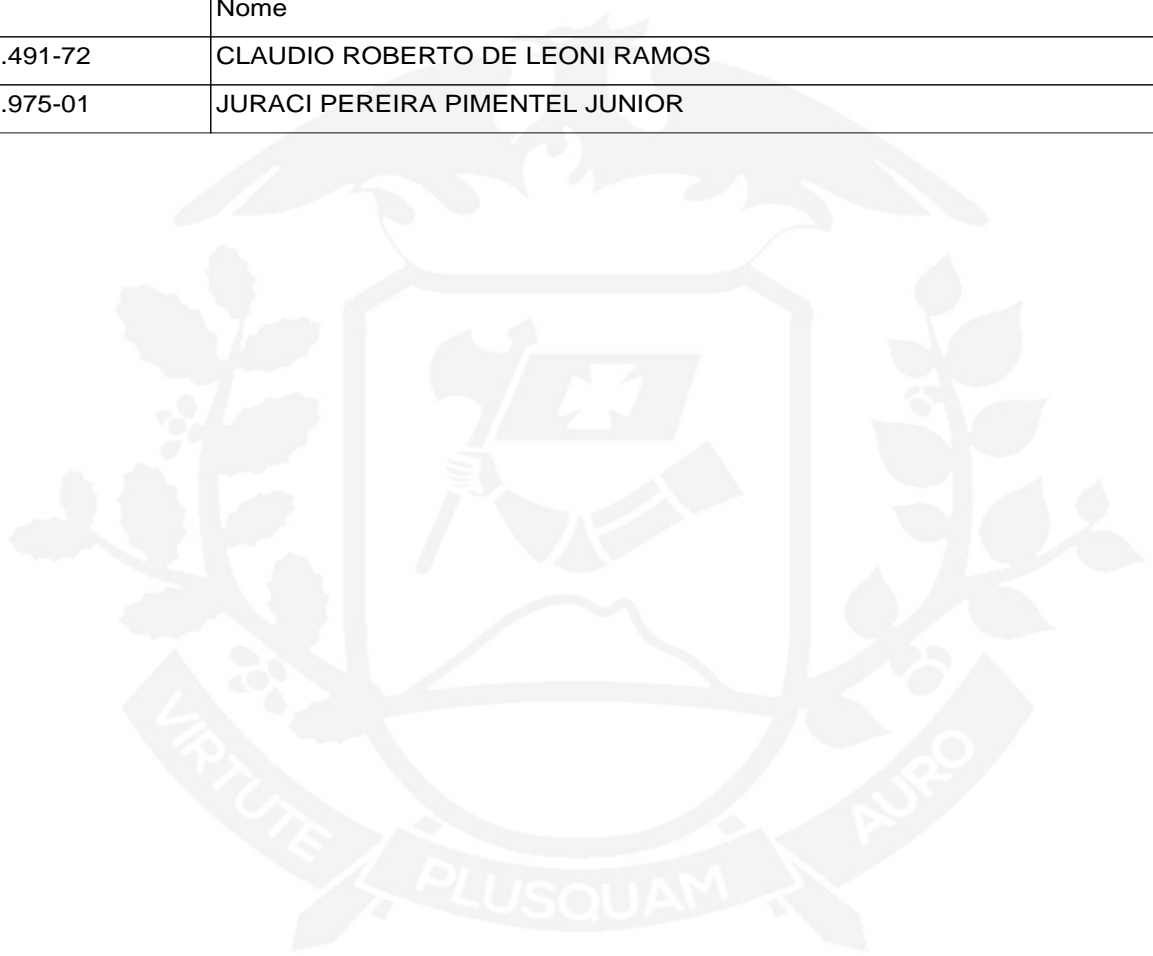 Nome
.491-72 CLAUDIO ROBERTO DE LEONI RAMOS
.975-01 JURACI PEREIRA PIMENTEL JUNIOR
VIRTUTE PLUSQUAM AURO